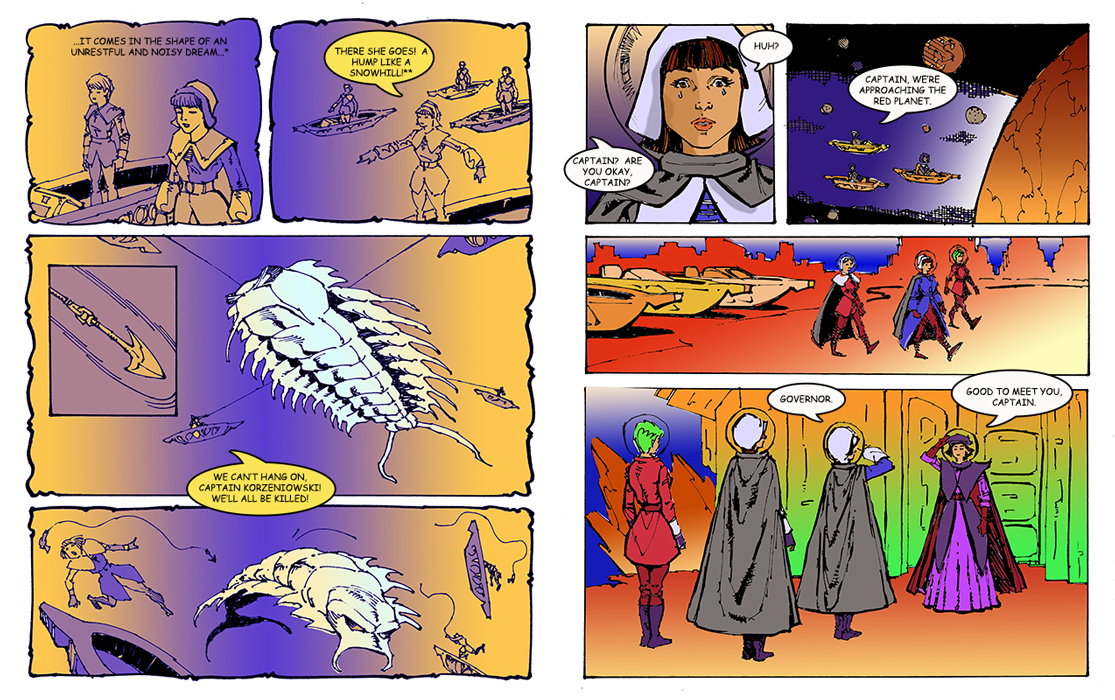 ...IT COMES IN THE SHAPE OF AN
UNRESTFUL AND NOISY DREAM...*
THERE SHE GOES! A
HUMP LIKE A
SNOWHILL!**
WE CAN'T HANG ON,
CAPTAIN KORZENIOWSKI!
WE'LL ALL BE KILLED!
HUH?
CAPTAIN? ARE
YOU OKAY,
CAPTAIN?
CAPTAIN, WE'RE
APPROACHING THE
RED PLANET.
GOVERNOR.
GOOD TO MEET YOU,
CAPTAIN.